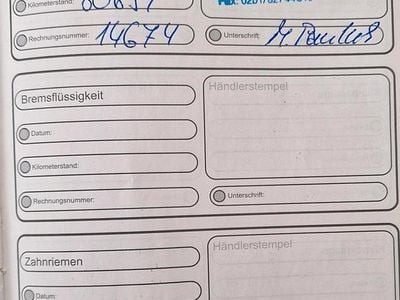 Kilometerstand:
Rechnungsnummer: 14674
Unterschrift:
Bremsflüssigkeit
Händlerstempel
Datum:
Kilometerstand:
Rechnungsnummer:
Unterschrift:
Zahnriemen
Händlerstempel
Datum: